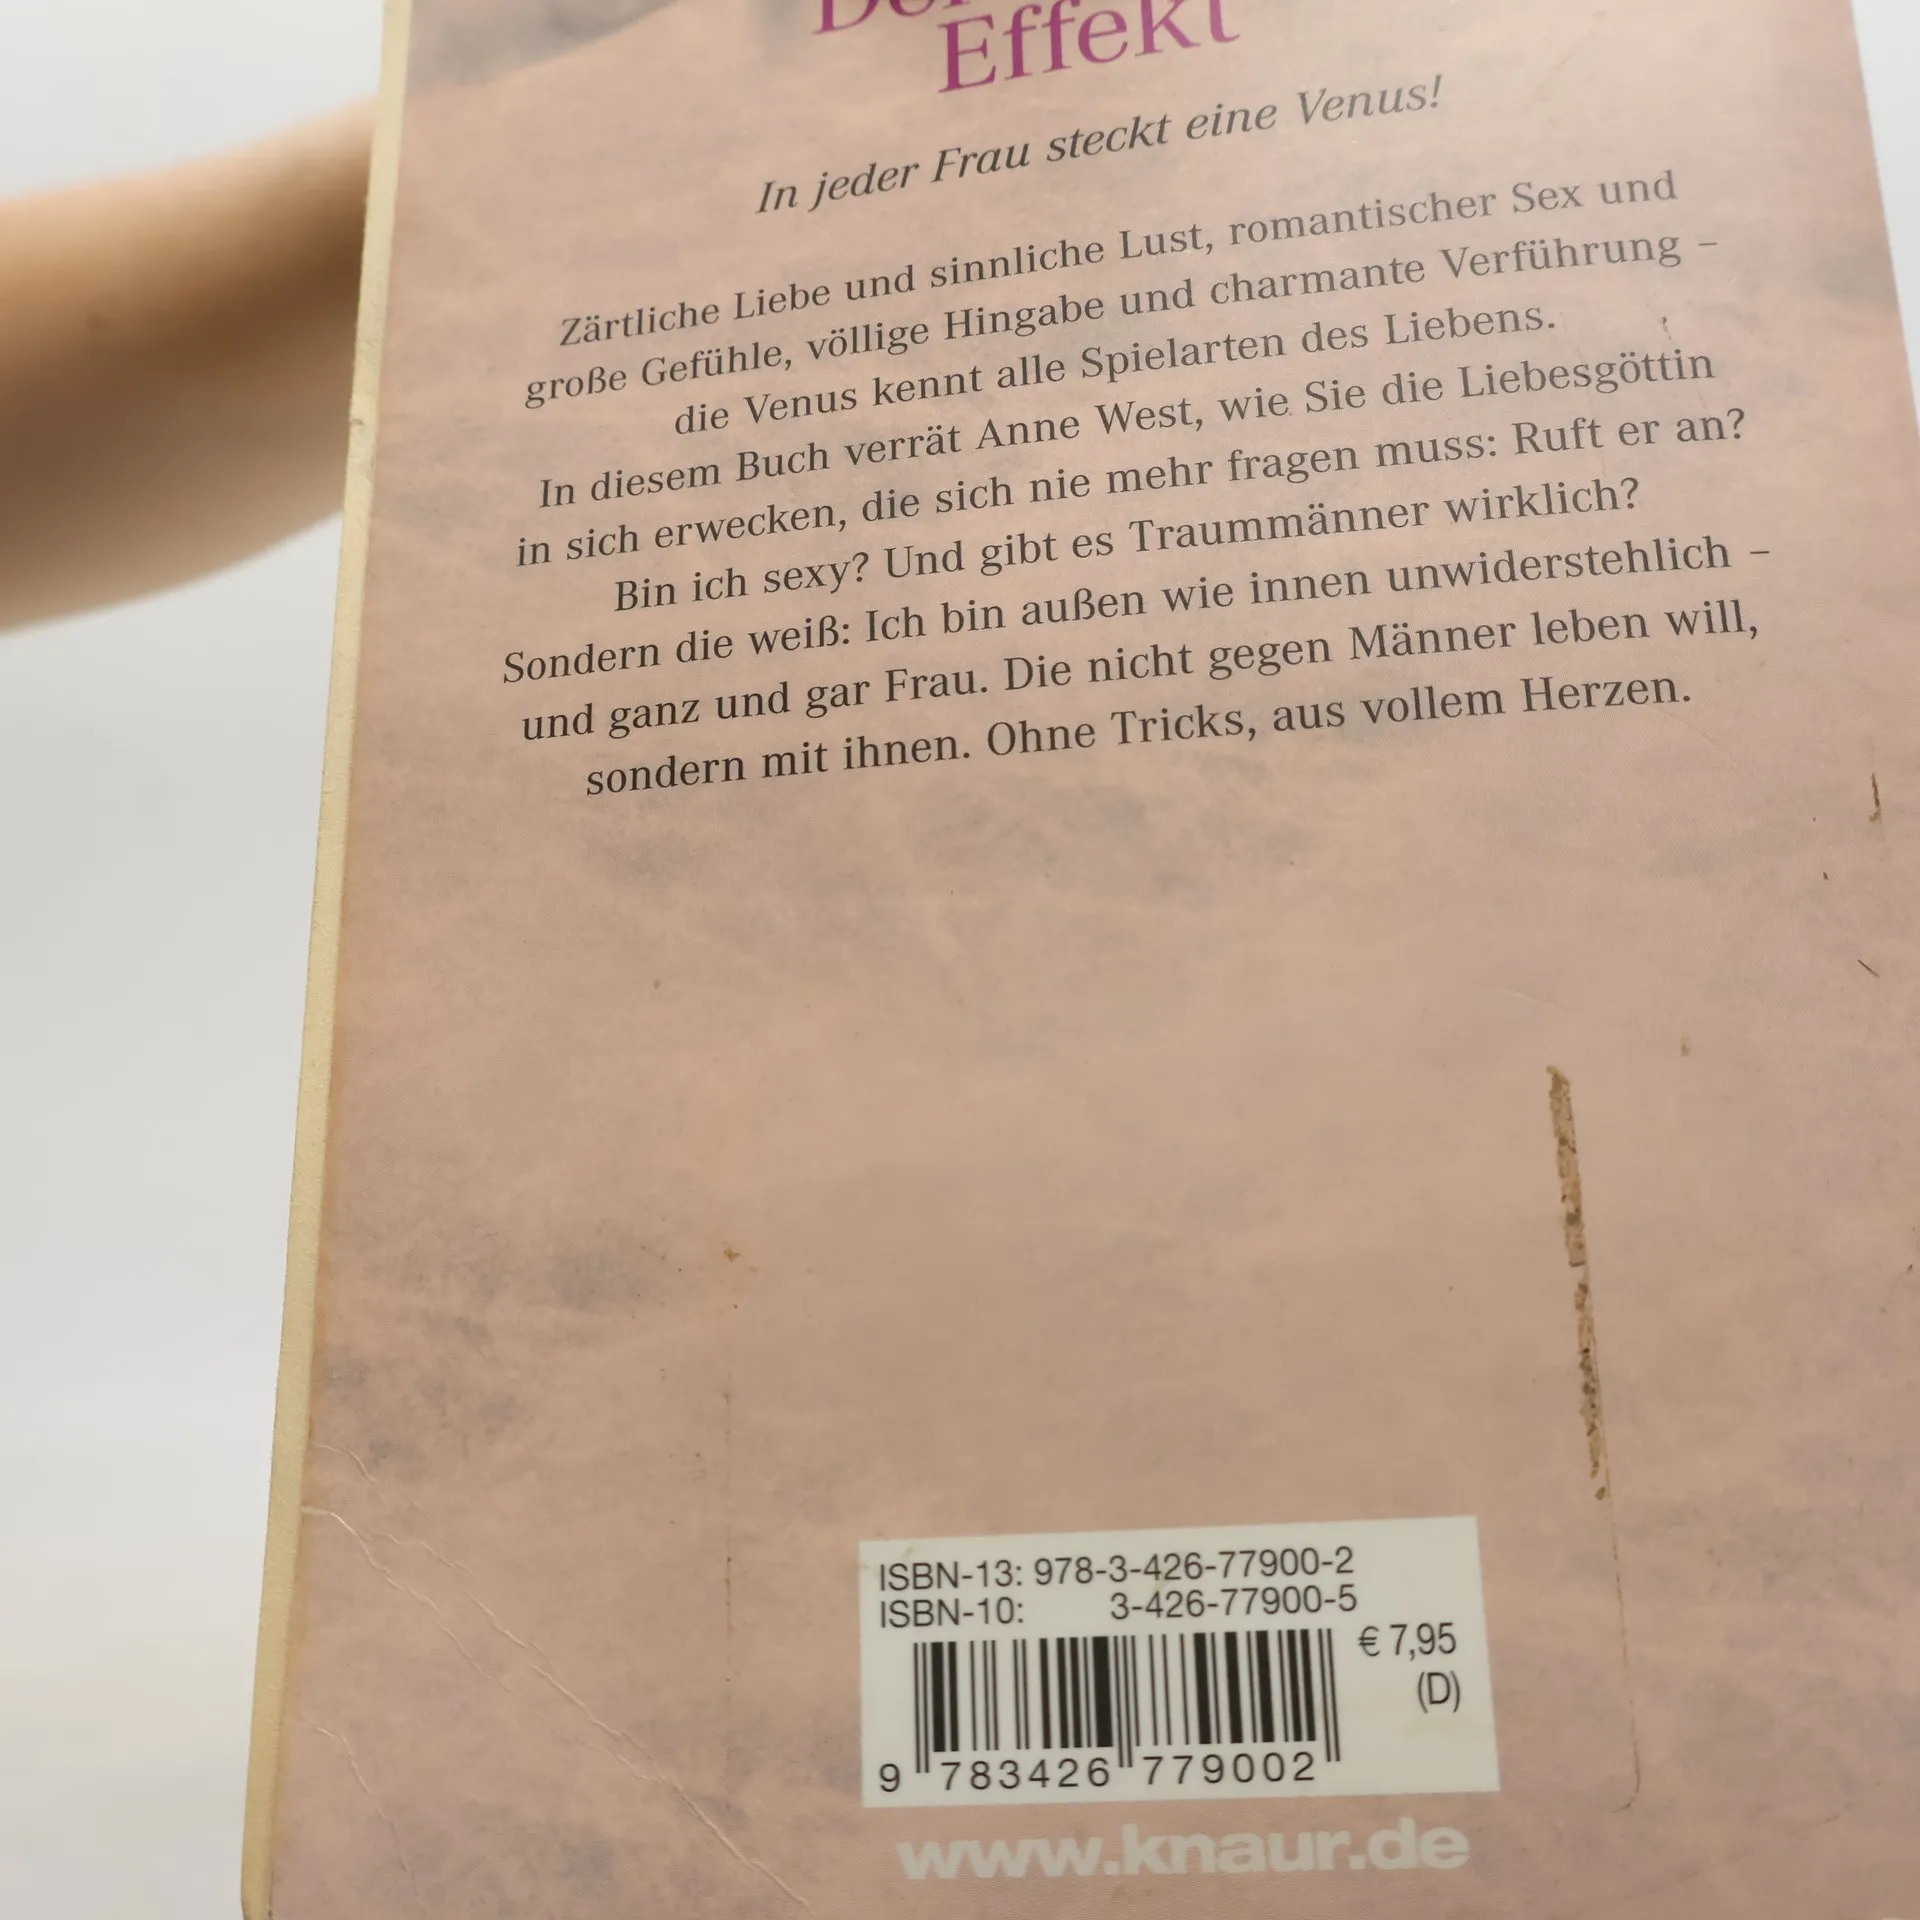 Effekt
In jeder Frau steckt eine Venus!
Zärtliche Liebe und sinnliche Lust, romantischer Sex und
große Gefühle, völlige Hingabe und charmante Verführung –
die Venus kennt alle Spielarten des Liebens.
In diesem Buch verrät Anne West, wie Sie die Liebesgöttin
in sich erwecken, die sich nie mehr fragen muss: Ruft er an?
Bin ich sexy? Und gibt es Traummänner wirklich?
Sondern die weiß: Ich bin außen wie innen unwiderstehlich –
und ganz und gar Frau. Die nicht gegen Männer leben will,
sondern mit ihnen. Ohne Tricks, aus vollem Herzen.
ISBN-13: 978-3-426-77900-2
ISBN-10: 3-426-77900-5
€ 7,95
(D)
9 783426 779002
www.knaur.de